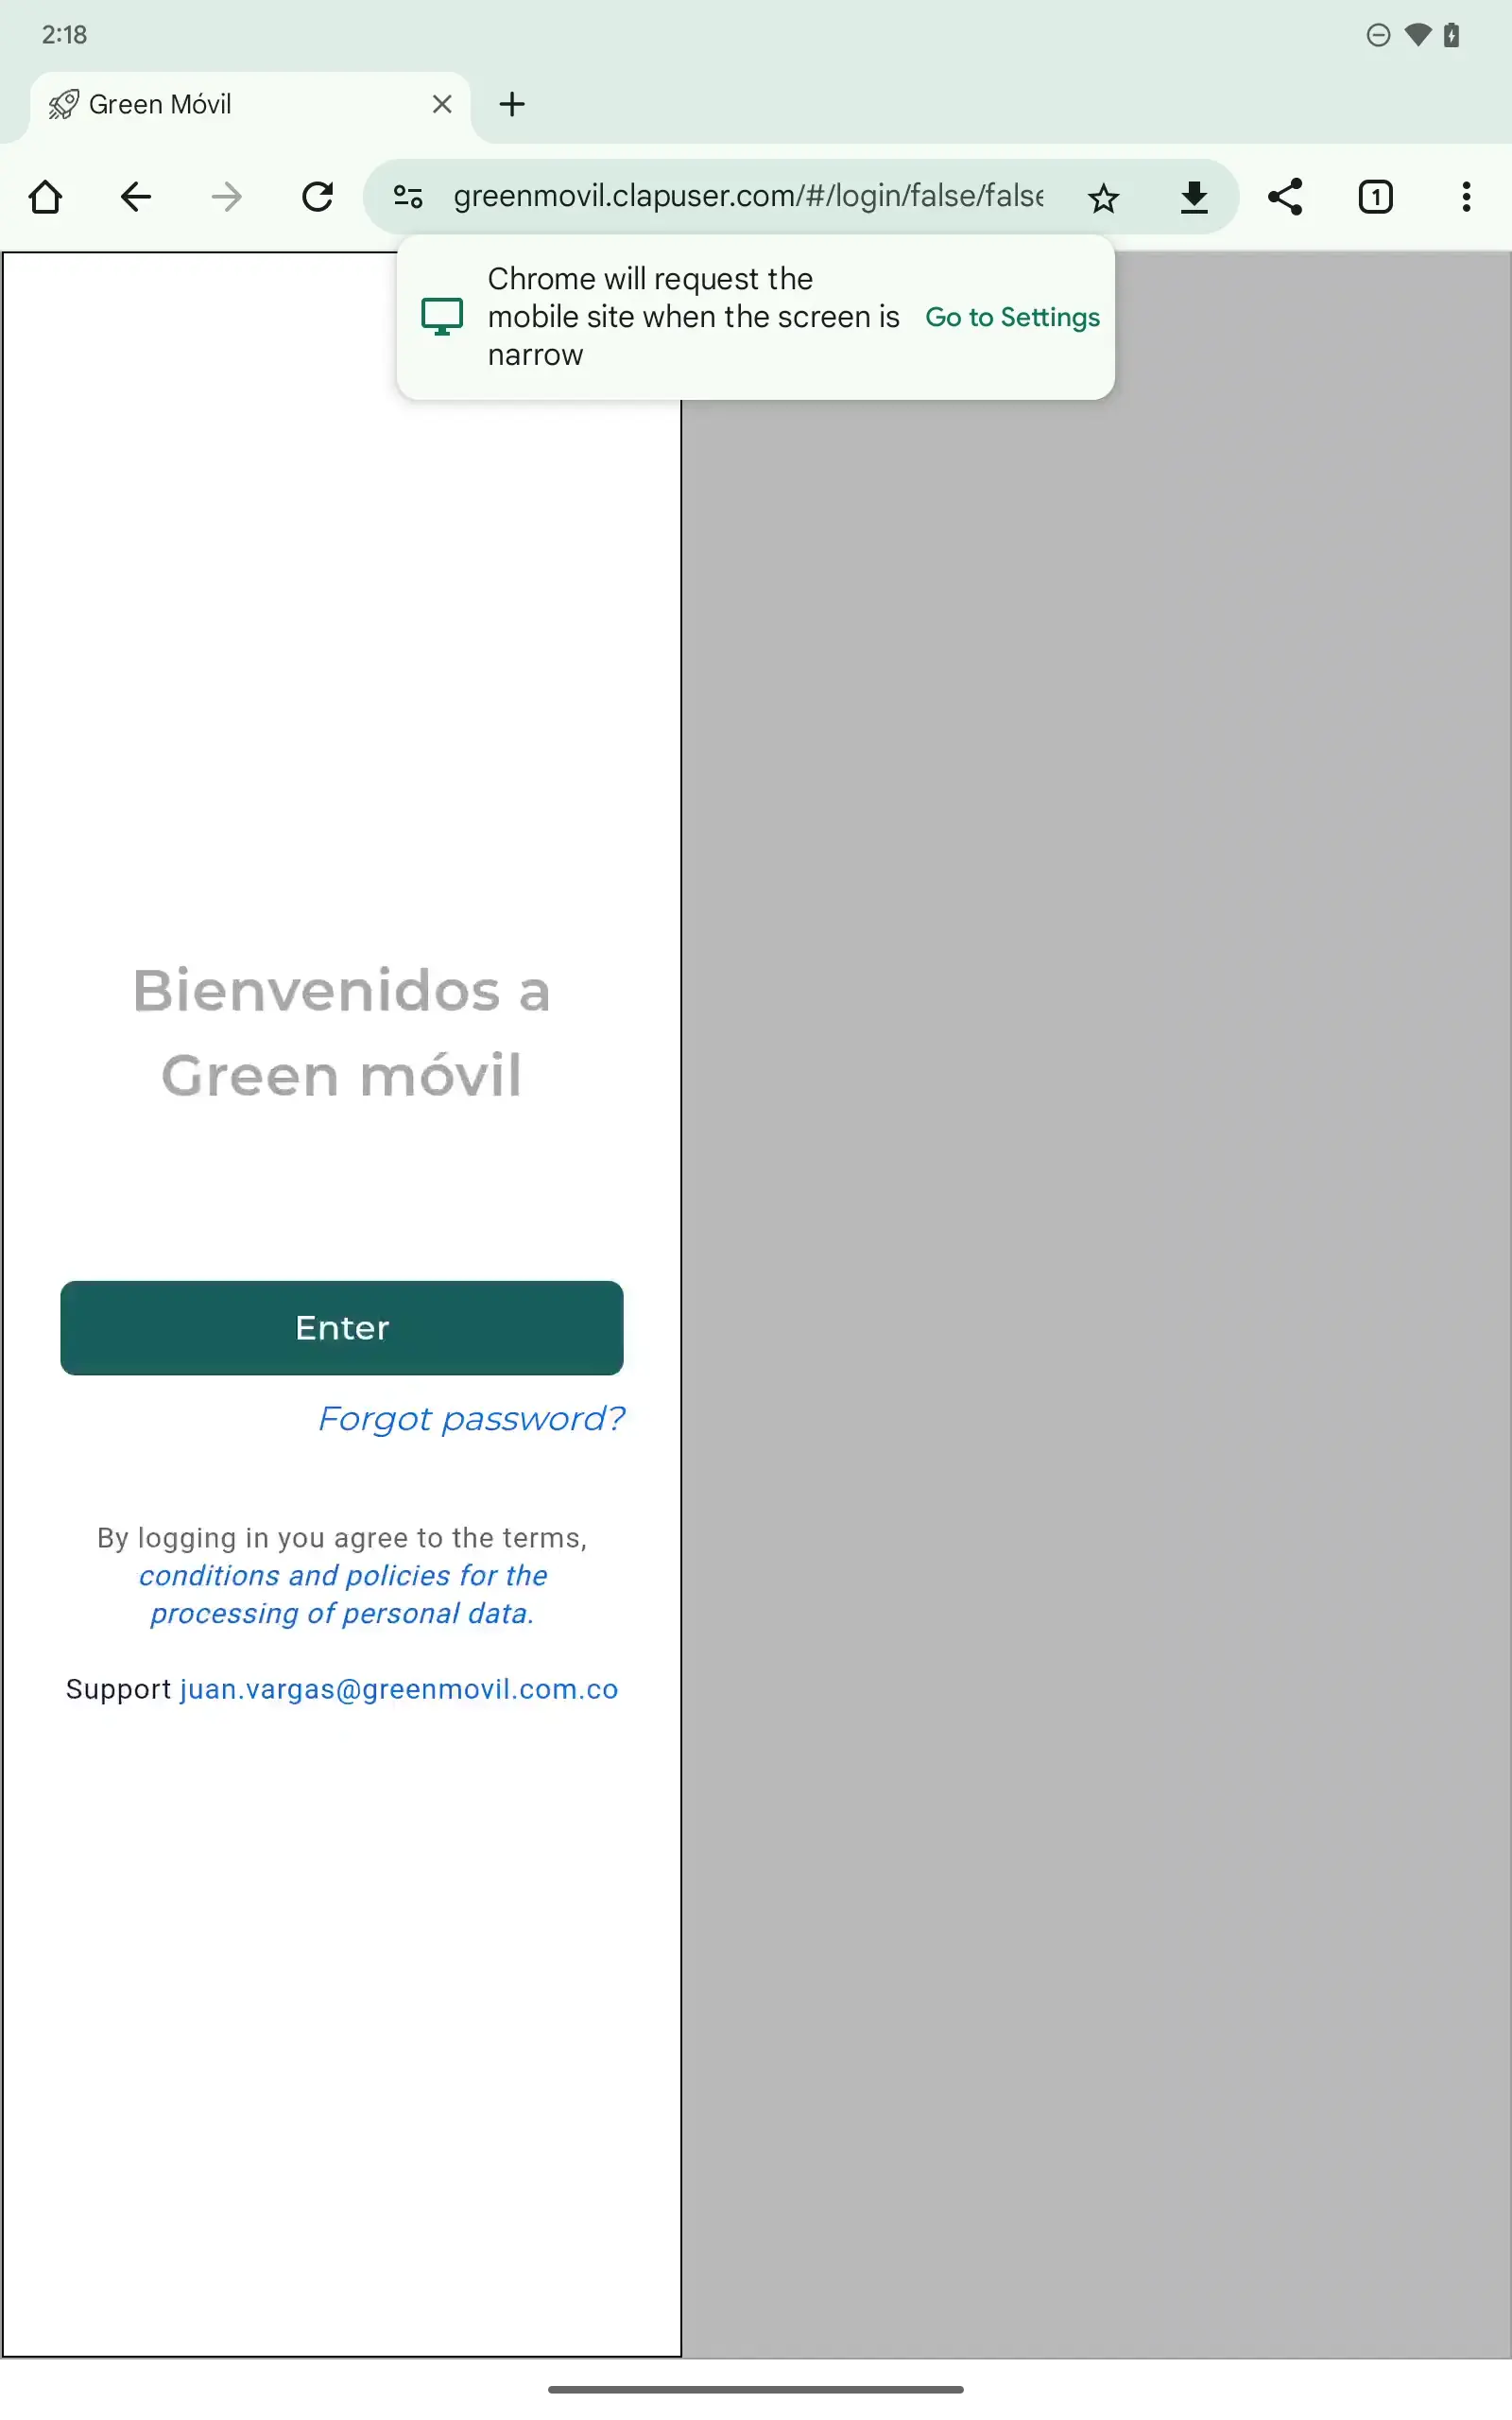 2:18
Green Móvil
greenmovil.clapuser.com/#/login/false/false
1
Chrome will request the
mobile site when the screen is
narrow
Go to Settings
Bienvenidos a
Green móvil
Enter
Forgot password?
By logging in you agree to the terms,
conditions and policies for the
processing of personal data.
Support juan.vargas@greenmovil.com.co